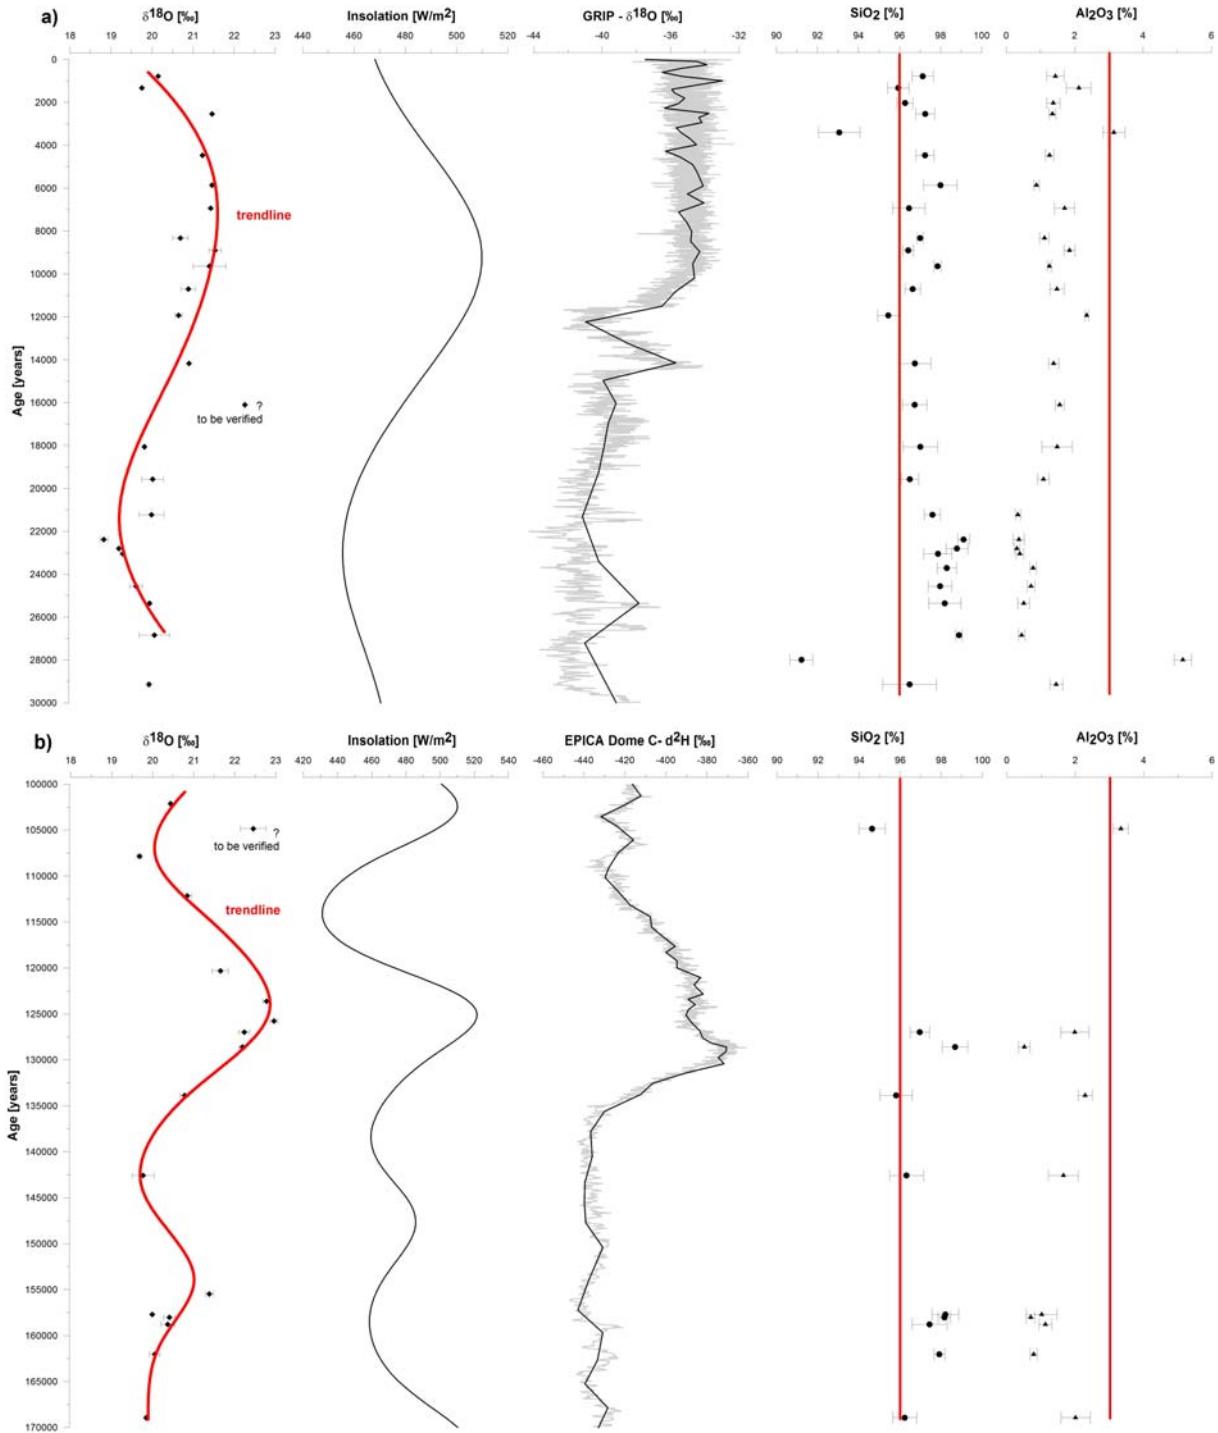 a)
δ18O [‰]
Insolation [W/m2]
GRIP - δ18O [‰]
SiO2 [%]
Al2O3 [%]
18 19 20 21 22 23
460 480 500 520
-44 -40 -36 -32
90 92 94 96 98 100
0 2 4 6
0
2000
4000
6000
8000
10000
12000
14000
16000
18000
20000
22000
24000
26000
28000
30000
Age [years]
trendline
?
to be verified
b)
δ18O [‰]
Insolation [W/m2]
EPICA Dome C- d2H [‰]
SiO2 [%]
Al2O3 [%]
18 19 20 21 22 23
420 440 460 480 500 520 540
-460 -440 -420 -400 -380 -360
90 92 94 96 98 100
0 2 4 6
100000
105000
110000
115000
120000
125000
130000
135000
140000
145000
150000
155000
160000
165000
170000
Age [years]
?
to be verified
trendline